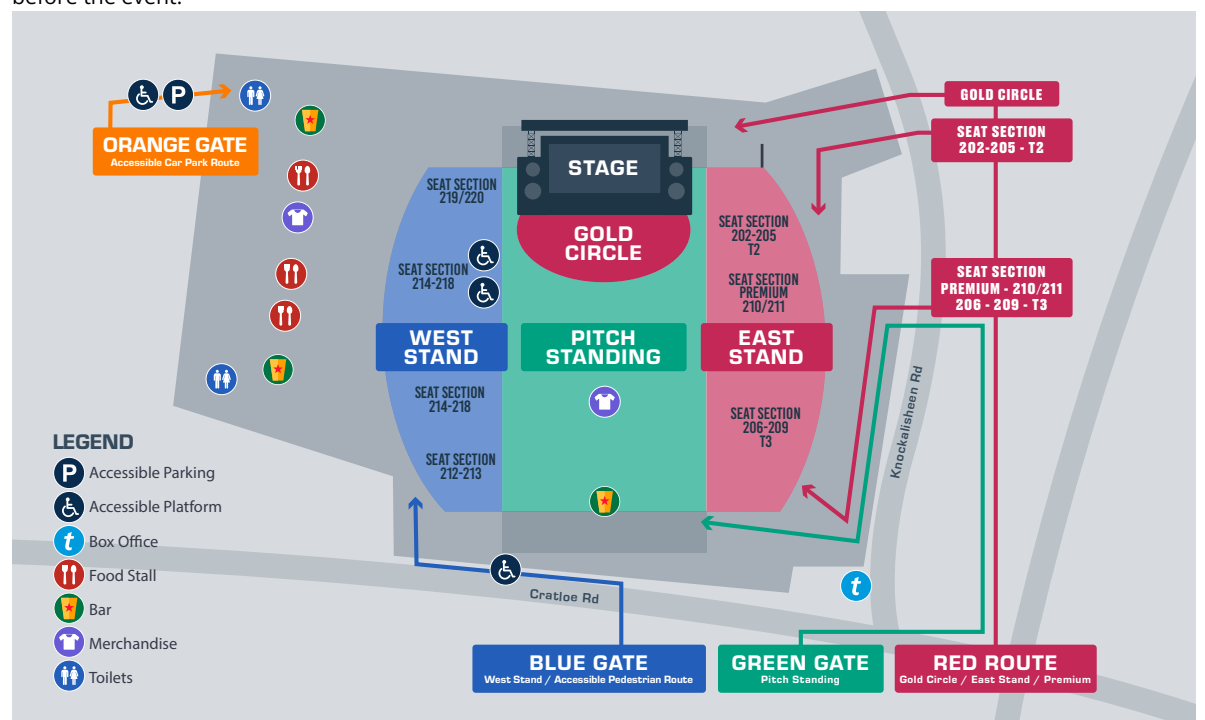 before the event.
ORANGE GATE
Accessible Car Park Route
P
STAGE
GOLD
CIRCLE
SEAT SECTION
219/220
SEAT SECTION
214-218
WEST
STAND
SEAT SECTION
214-218
SEAT SECTION
212-213
PITCH
STANDING
SEAT SECTION
202-205
T2
SEAT SECTION
PREMIUM
210/211
EAST
STAND
SEAT SECTION
206-209
T3
GOLD CIRCLE
SEAT SECTION
202-205 - T2
SEAT SECTION
PREMIUM - 210/211
206 - 209 - T3
Knockalisheen Rd
Cratloe Rd
t
LEGEND
P Accessible Parking
Accessible Platform
t Box Office
Food Stall
Bar
Merchandise
Toilets
BLUE GATE
West Stand / Accessible Pedestrian Route
GREEN GATE
Pitch Standing
RED ROUTE
Gold Circle / East Stand / Premium